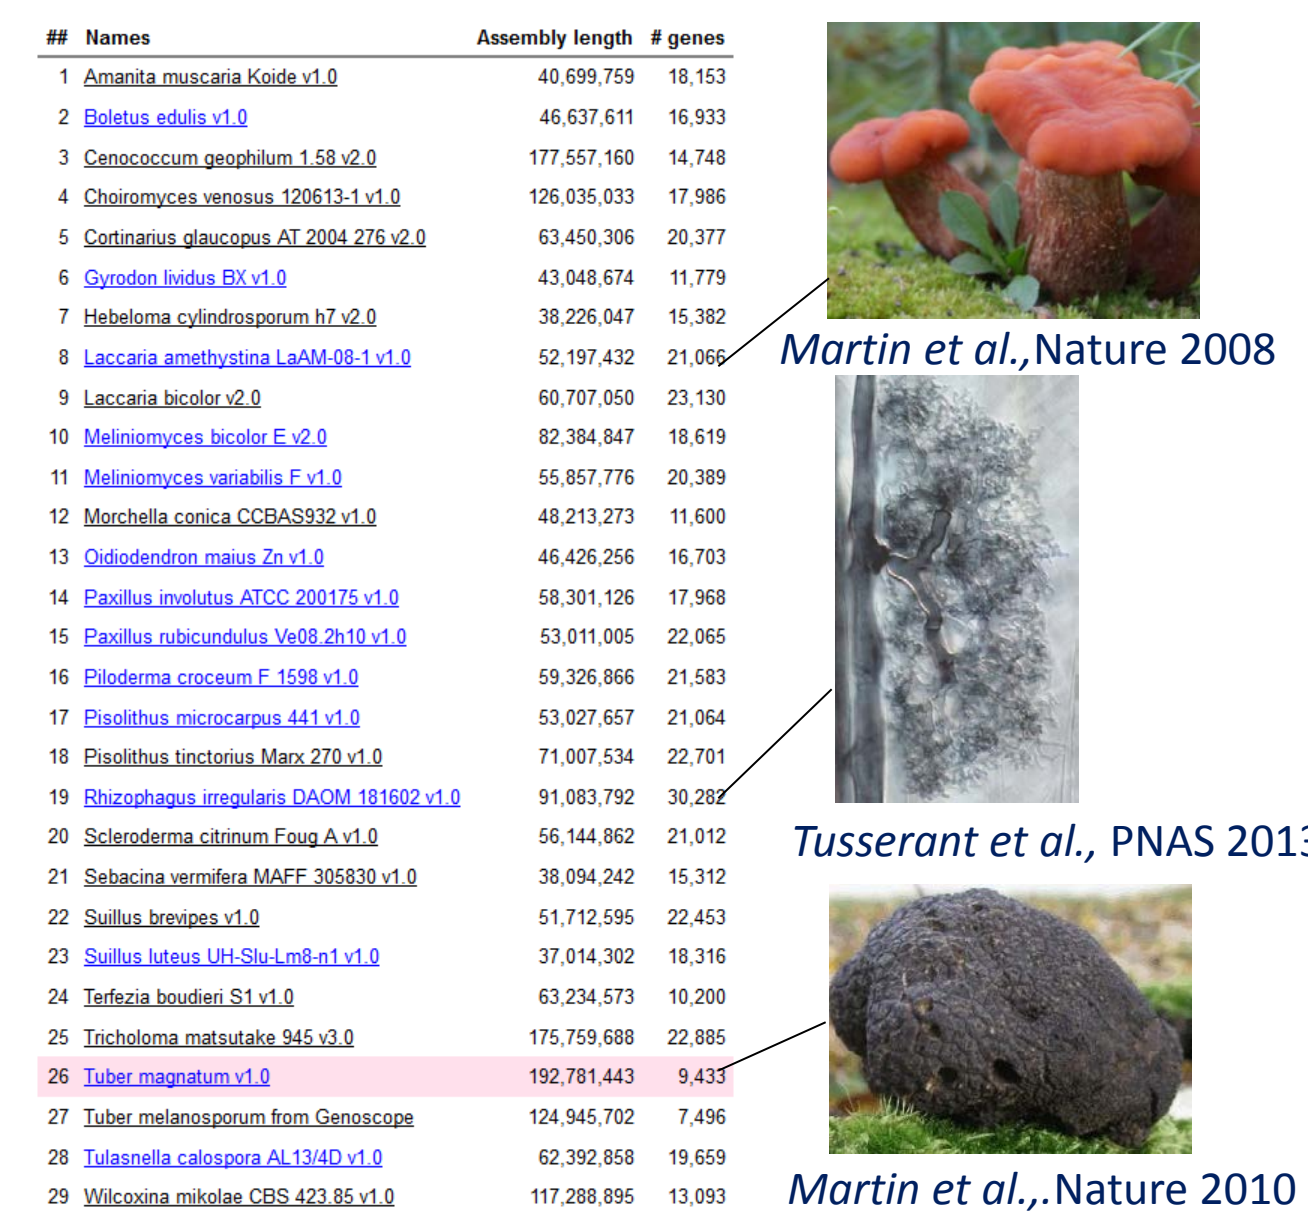 ## Names Assembly length # genes
1 Amanita muscaria Koide v1.0 40,699,759 18,153
2 Boletus edulis v1.0 46,637,611 16,933
3 Cenococcum geophilum 1.58 v2.0 177,557,160 14,748
4 Choiromyces venosus 120613-1 v1.0 126,035,033 17,986
5 Cortinarius glaucopus AT 2004 276 v2.0 63,450,306 20,377
6 Gyrodon lividus BX v1.0 43,048,674 11,779
7 Hebeloma cylindrosporum h7 v2.0 38,226,047 15,382
8 Laccaria amethystina LaAM-08-1 v1.0 52,197,432 21,066
9 Laccaria bicolor v2.0 60,707,050 23,130
10 Meliniomyces bicolor E v2.0 82,384,847 18,619
11 Meliniomyces variabilis F v1.0 55,857,776 20,389
12 Morchella conica CCBAS932 v1.0 48,213,273 11,600
13 Oidiodendron maius Zn v1.0 46,426,256 16,703
14 Paxillus involutus ATCC 200175 v1.0 58,301,126 17,968
15 Paxillus rubicundulus Ve08.2h10 v1.0 53,011,005 22,065
16 Piloderma croceum F 1598 v1.0 59,326,866 21,583
17 Pisolithus microcarpus 441 v1.0 53,027,657 21,064
18 Pisolithus tinctorius Marx 270 v1.0 71,007,534 22,701
19 Rhizophagus irregularis DAOM 181602 v1.0 91,083,792 30,282
20 Scleroderma citrinum Foug A v1.0 56,144,862 21,012
21 Sebacina vermifera MAFF 305830 v1.0 38,094,242 15,312
22 Suillus brevipes v1.0 51,712,595 22,453
23 Suillus luteus UH-Slu-Lm8-n1 v1.0 37,014,302 18,316
24 Terfezia boudieri S1 v1.0 63,234,573 10,200
25 Tricholoma matsutake 945 v3.0 175,759,688 22,885
26 Tuber magnatum v1.0 192,781,443 9,433
27 Tuber melanosporum from Genoscope 124,945,702 7,496
28 Tulasnella calospora AL13/4D v1.0 62,392,858 19,659
29 Wilcoxina mikolae CBS 423.85 v1.0 117,288,895 13,093
Martin et al.,Nature 2008
Tusserant et al., PNAS 2013
Martin et al.,.Nature 2010